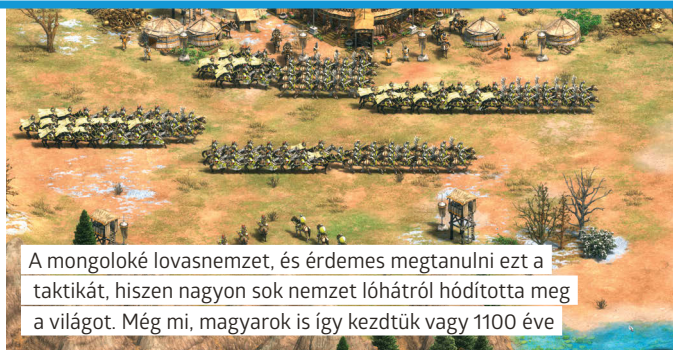 A mongoloké lovasnemzet, és érdemes megtanulni ezt a
taktikát, hiszen nagyon sok nemzet lóhátról hódította meg
a világot. Még mi, magyarok is így kezdtük vagy 1100 éve